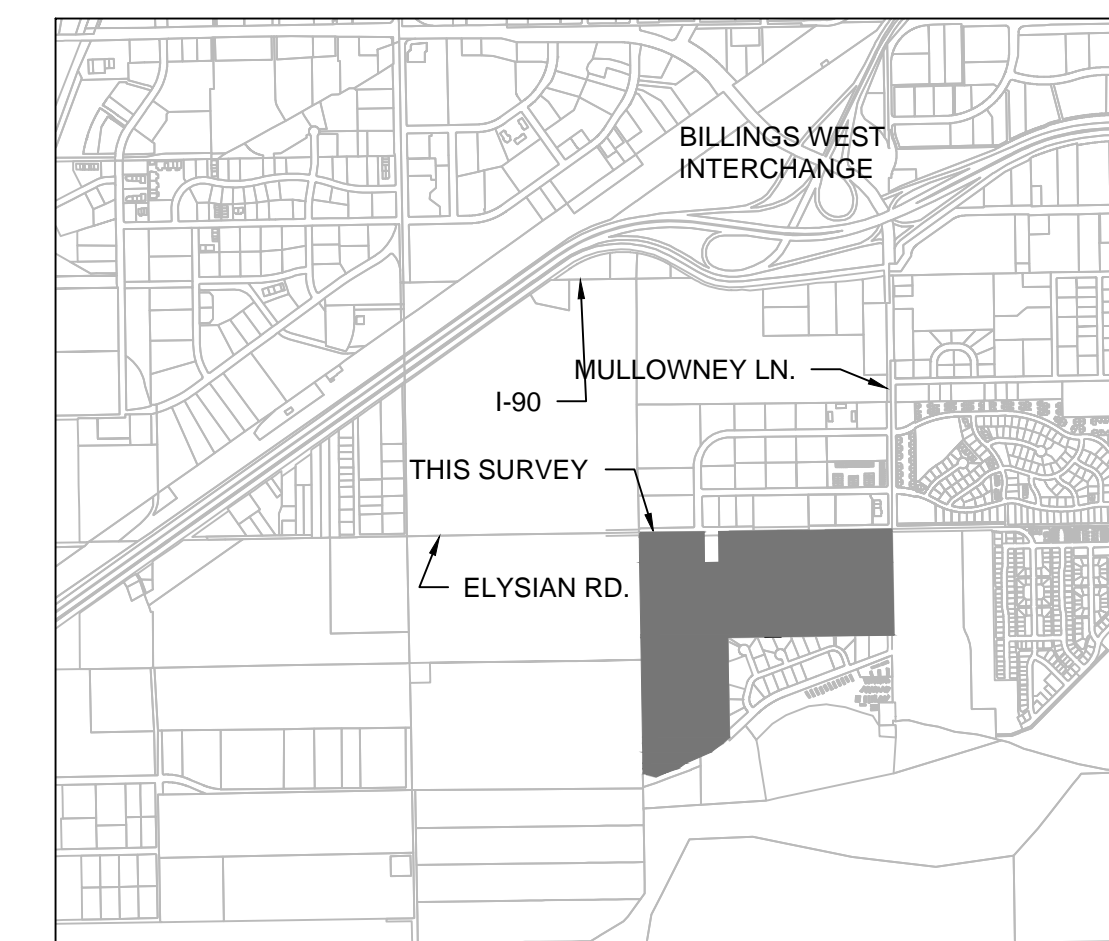 BILLINGS WEST
INTERCHANGE
MULLOWNEY LN.
I-90
THIS SURVEY
ELYSIAN RD.